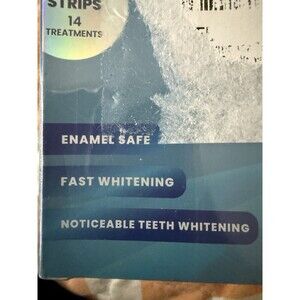 STRIPS
14
TREATMENTS
ENAMEL SAFE
FAST WHITENING
NOTICEABLE TEETH WHITENING